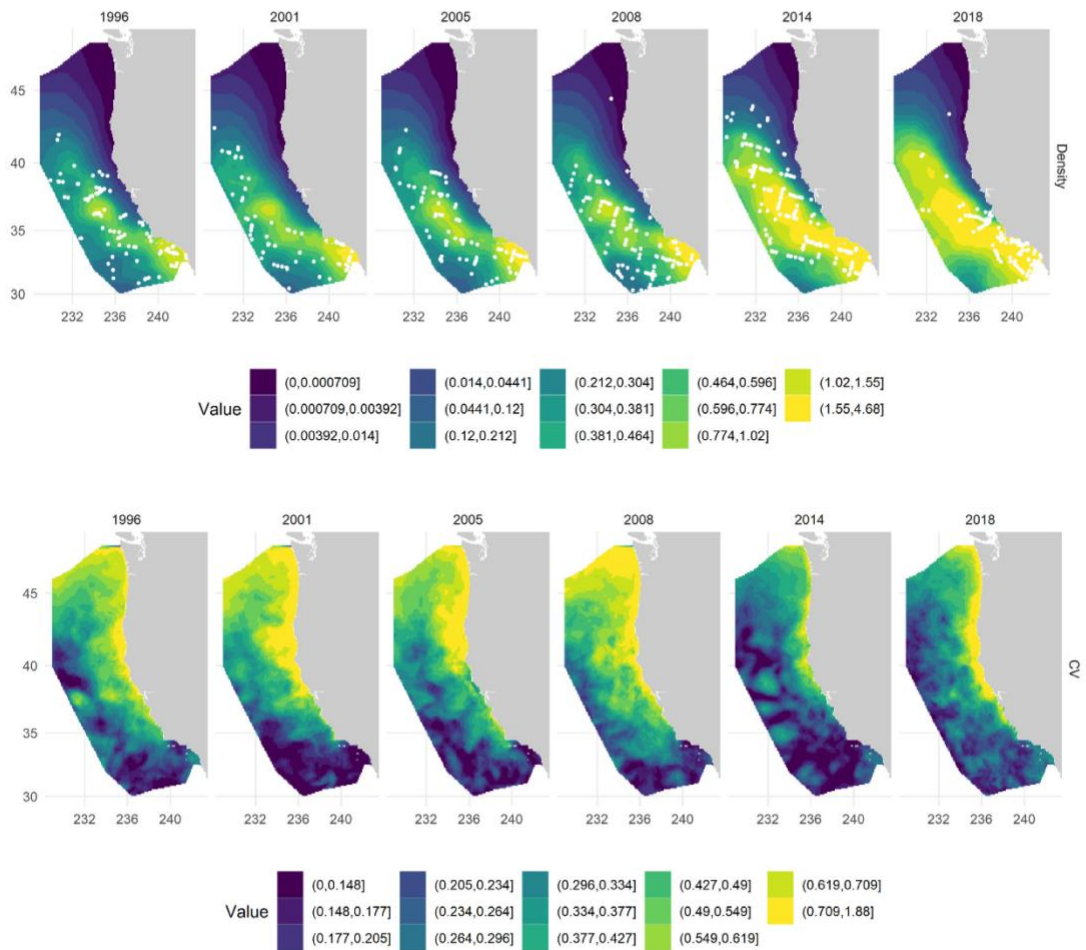 1996 2001 2005 2008 2014 2018
45
40
35
30
Density
232 236 240 232 236 240 232 236 240 232 236 240 232 236 240 232 236 240
Value
(0,0.000709] (0.014,0.0441] (0.212,0.304] (0.464,0.596] (1.02,1.55]
(0.000709,0.00392] (0.0441,0.12] (0.304,0.381] (0.596,0.774] (1.55,4.68]
(0.00392,0.014] (0.12,0.212] (0.381,0.464] (0.774,1.02]
1996 2001 2005 2008 2014 2018
45
40
35
30
CV
232 236 240 232 236 240 232 236 240 232 236 240 232 236 240 232 236 240
Value
(0,0.148] (0.205,0.234] (0.296,0.334] (0.427,0.49] (0.619,0.709]
(0.148,0.177] (0.234,0.264] (0.334,0.377] (0.49,0.549] (0.709,1.88]
(0.177,0.205] (0.264,0.296] (0.377,0.427] (0.549,0.619]